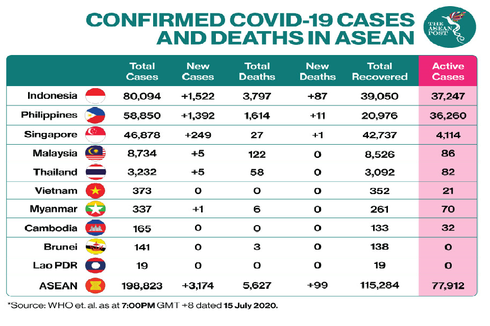 CONFIRMED COVID-19 CASES
AND DEATHS IN ASEAN
THE
ASEAN
POST
Total Cases New Cases Total Deaths New Deaths Total Recovered Active Cases
Indonesia 80,094 +1,522 3,797 +87 39,050 37,247
Philippines 58,850 +1,392 1,614 +11 20,976 36,260
Singapore 46,878 +249 27 +1 42,737 4,114
Malaysia 8,734 +5 122 0 8,526 86
Thailand 3,232 +5 58 0 3,092 82
Vietnam 373 0 0 0 352 21
Myanmar 337 +1 6 0 261 70
Cambodia 165 0 0 0 133 32
Brunei 141 0 3 0 138 0
Lao PDR 19 0 0 0 19 0
ASEAN 198,823 +3,174 5,627 +99 115,284 77,912
*Source: WHO et. al. as at 7:00PM GMT +8 dated 15 July 2020.